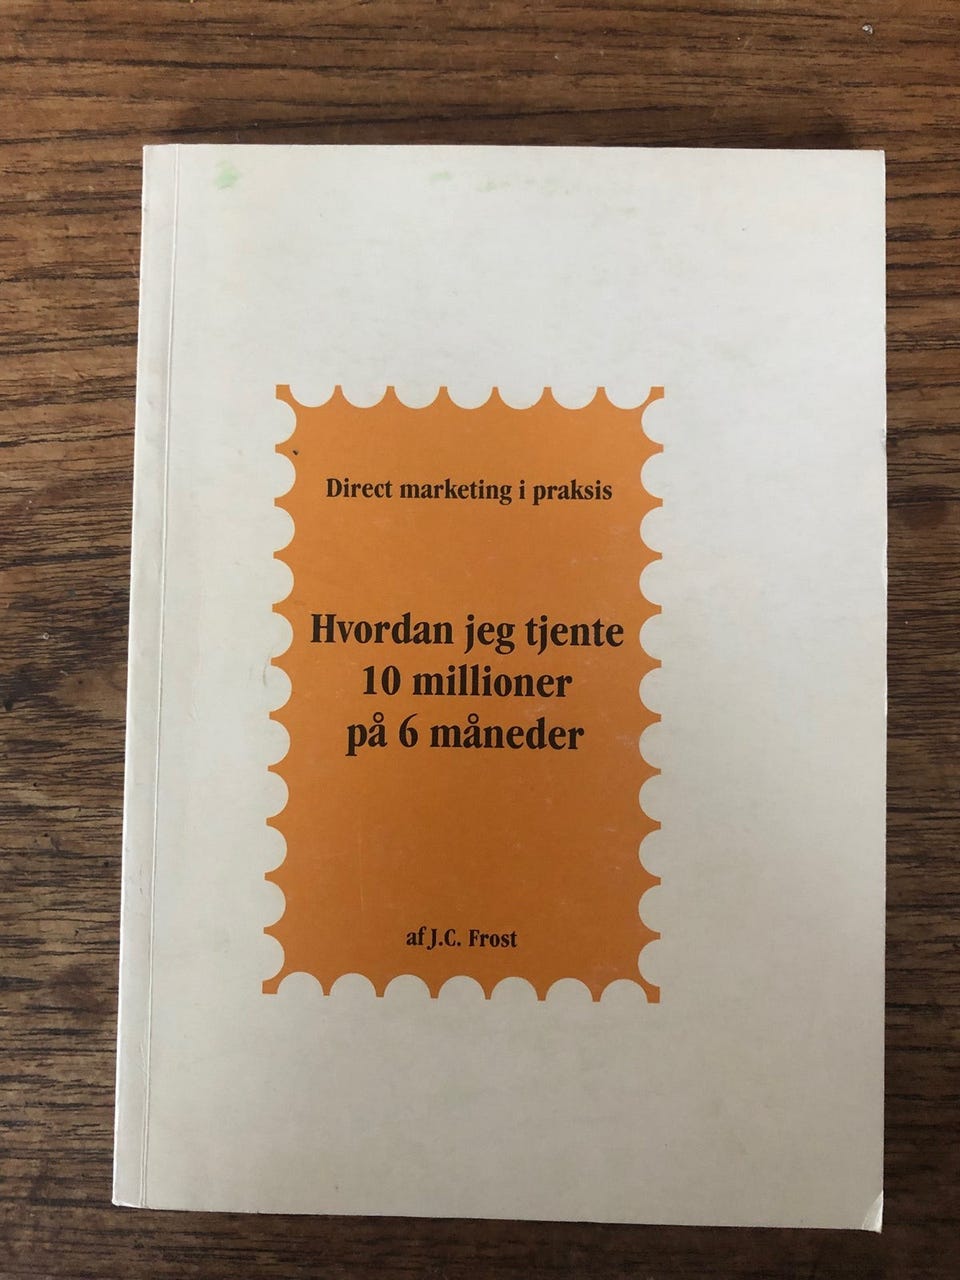 Direct marketing i praksis
Hvordan jeg tjente
10 millioner
på 6 måneder
af J.C. Frost